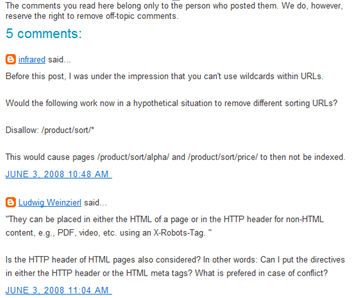 The comments you read here belong only to the person who posted them. We do, however,
reserve the right to remove off-topic comments.
5 comments:
infrared said...
Before this post, I was under the impression that you can't use wildcards within URLs.
Would the following work now in a hypothetical situation to remove different sorting URLs?
Disallow: /product/sort/*
This would cause pages /product/sort/alpha/ and /product/sort/price/ to then not be indexed.
JUNE 3, 2008 10:48 AM
Ludwig Weinzierl said...
"They can be placed in either the HTML of a page or in the HTTP header for non-HTML
content, e.g., PDF, video, etc. using an X-Robots-Tag. "
Is the HTTP header of HTML pages also considered? In other words: Can I put the directives
in either the HTTP header or the HTML meta tags? What is prefered in case of conflict?
JUNE 3, 2008 11:04 AM